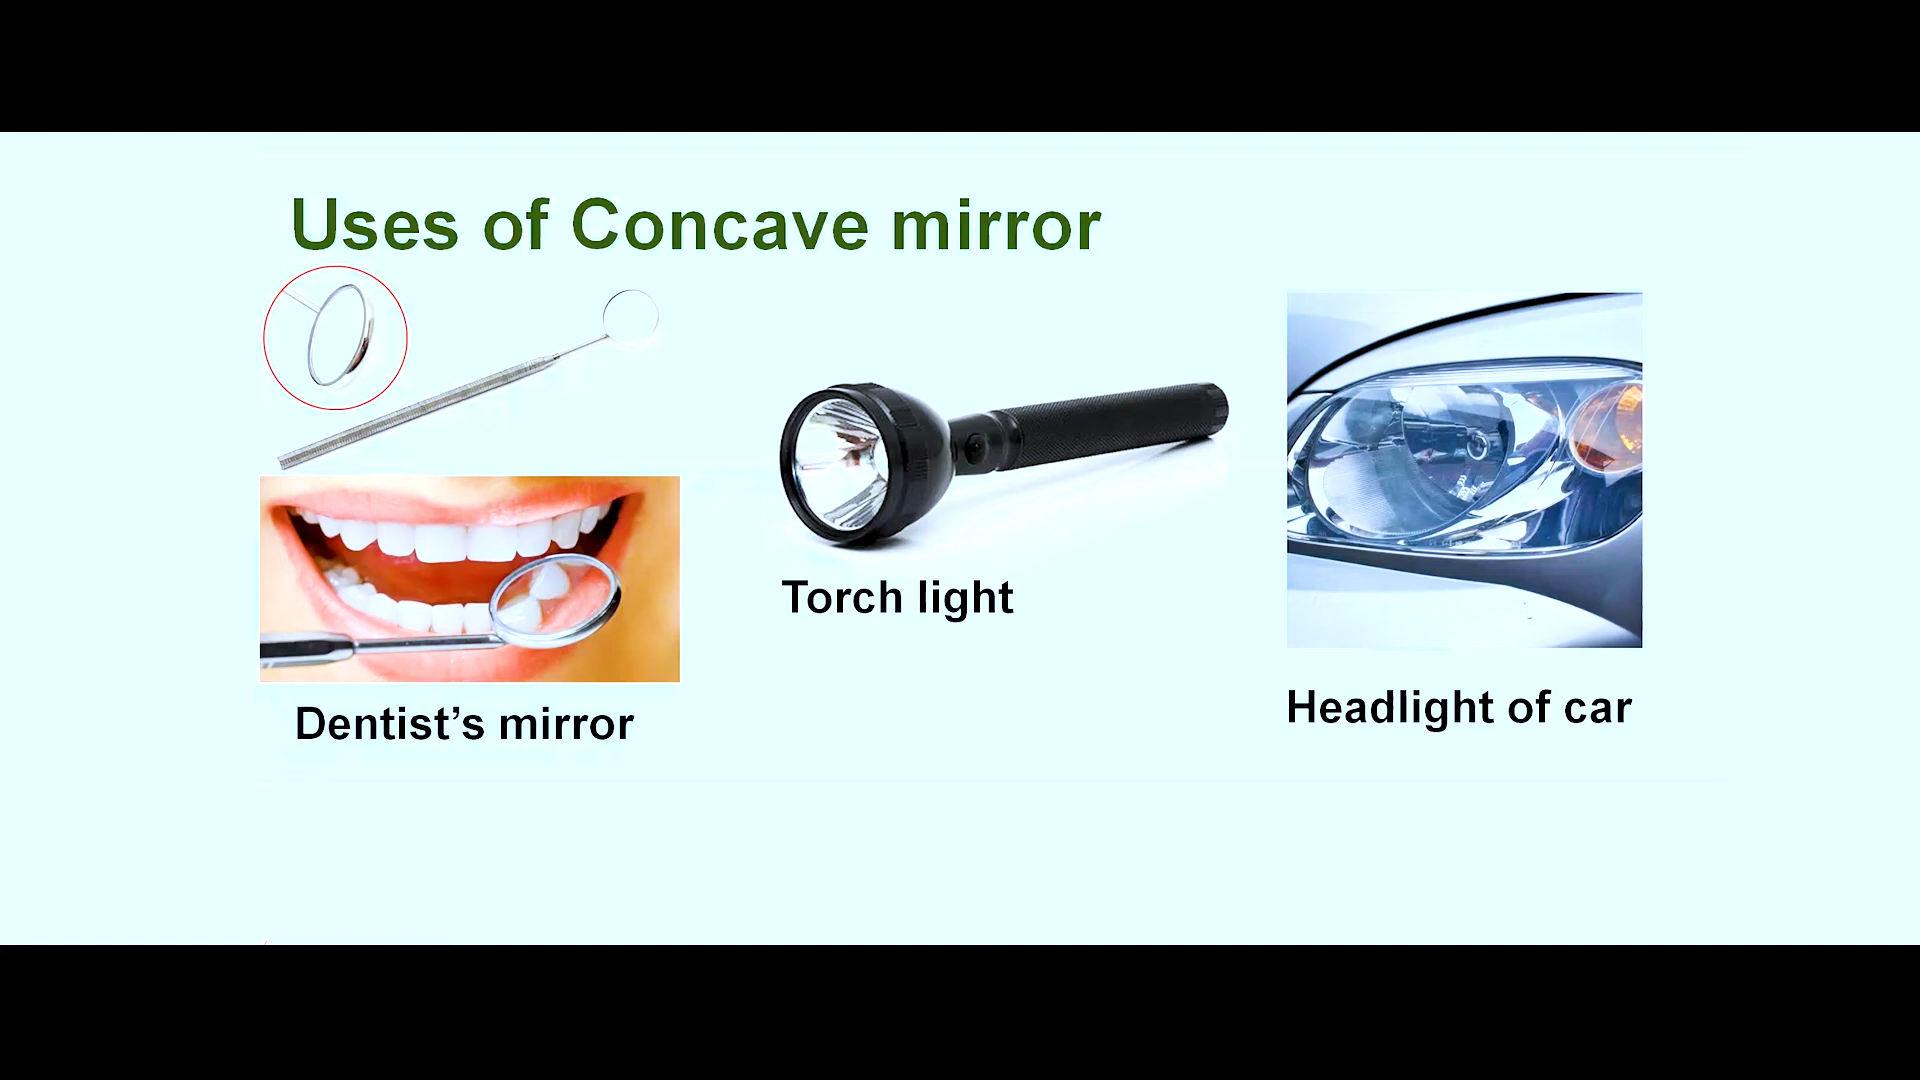 Uses of Concave mirror
Torch light
Headlight of car
Dentist’s mirror